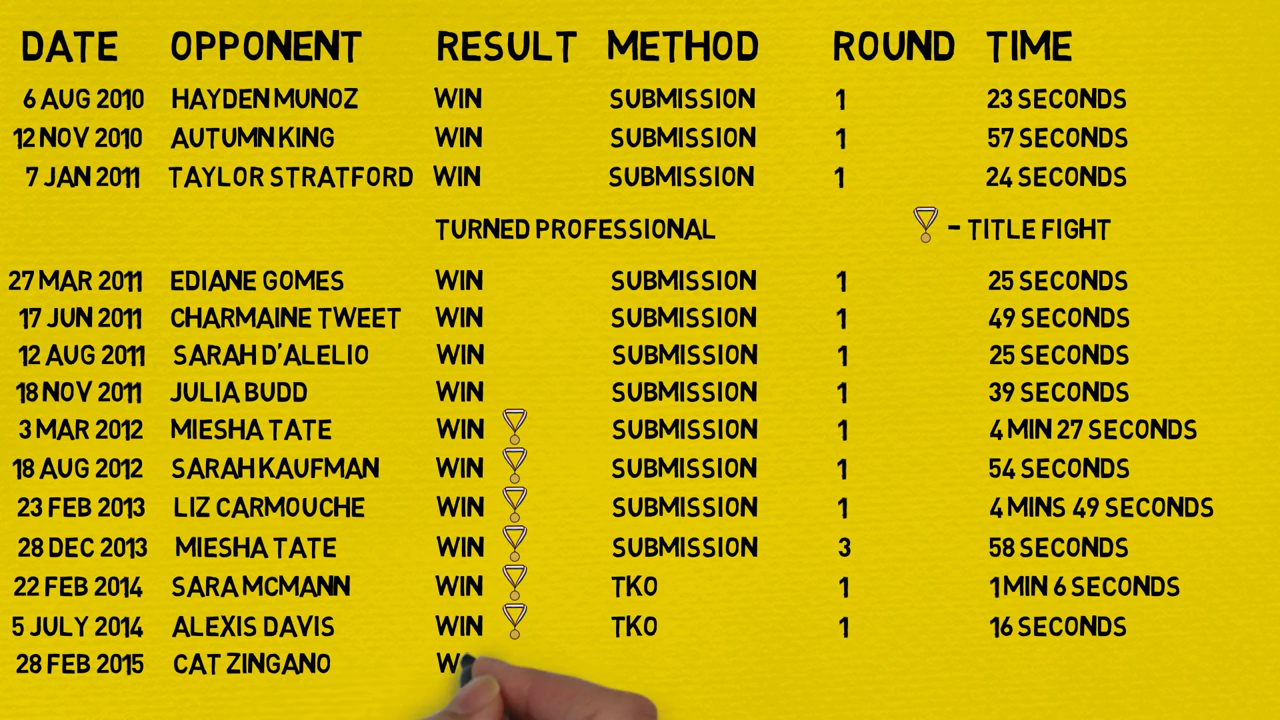 DATE OPPONENT RESULT METHOD ROUND TIME
6 AUG 2010 HAYDEN MUNOZ WIN SUBMISSION 1 23 SECONDS
12 NOV 2010 AUTUMN KING WIN SUBMISSION 1 57 SECONDS
7 JAN 2011 TAYLOR STRATFORD WIN SUBMISSION 1 24 SECONDS
TURNED PROFESSIONAL - TITLE FIGHT
27 MAR 2011 EDIANE GOMES WIN SUBMISSION 1 25 SECONDS
17 JUN 2011 CHARMAINE TWEET WIN SUBMISSION 1 49 SECONDS
12 AUG 2011 SARAH D'ALELIO WIN SUBMISSION 1 25 SECONDS
18 NOV 2011 JULIA BUDD WIN SUBMISSION 1 39 SECONDS
3 MAR 2012 MIESHA TATE WIN SUBMISSION 1 4 MIN 27 SECONDS
18 AUG 2012 SARAH KAUFMAN WIN SUBMISSION 1 54 SECONDS
23 FEB 2013 LIZ CARMOUCHE WIN SUBMISSION 1 4 MINS 49 SECONDS
28 DEC 2013 MIESHA TATE WIN SUBMISSION 3 58 SECONDS
22 FEB 2014 SARA MCMANN WIN TKO 1 1 MIN 6 SECONDS
5 JULY 2014 ALEXIS DAVIS WIN TKO 1 16 SECONDS
28 FEB 2015 CAT ZINGANO W